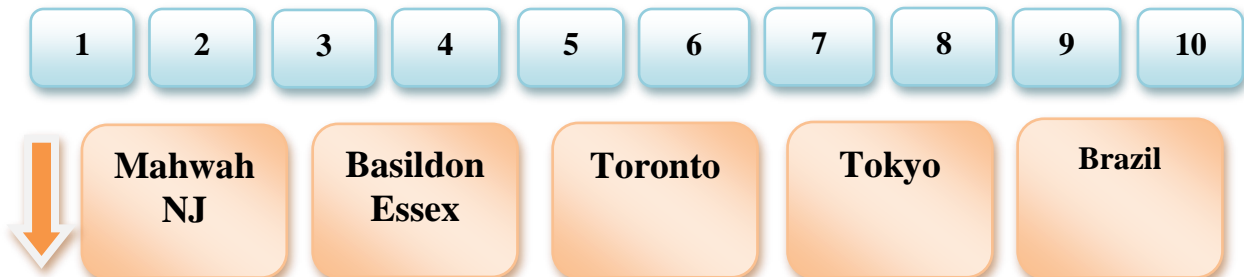 1 2 3 4 5 6 7 8 9 10
Mahwah NJ
Basildon Essex
Toronto
Tokyo
Brazil